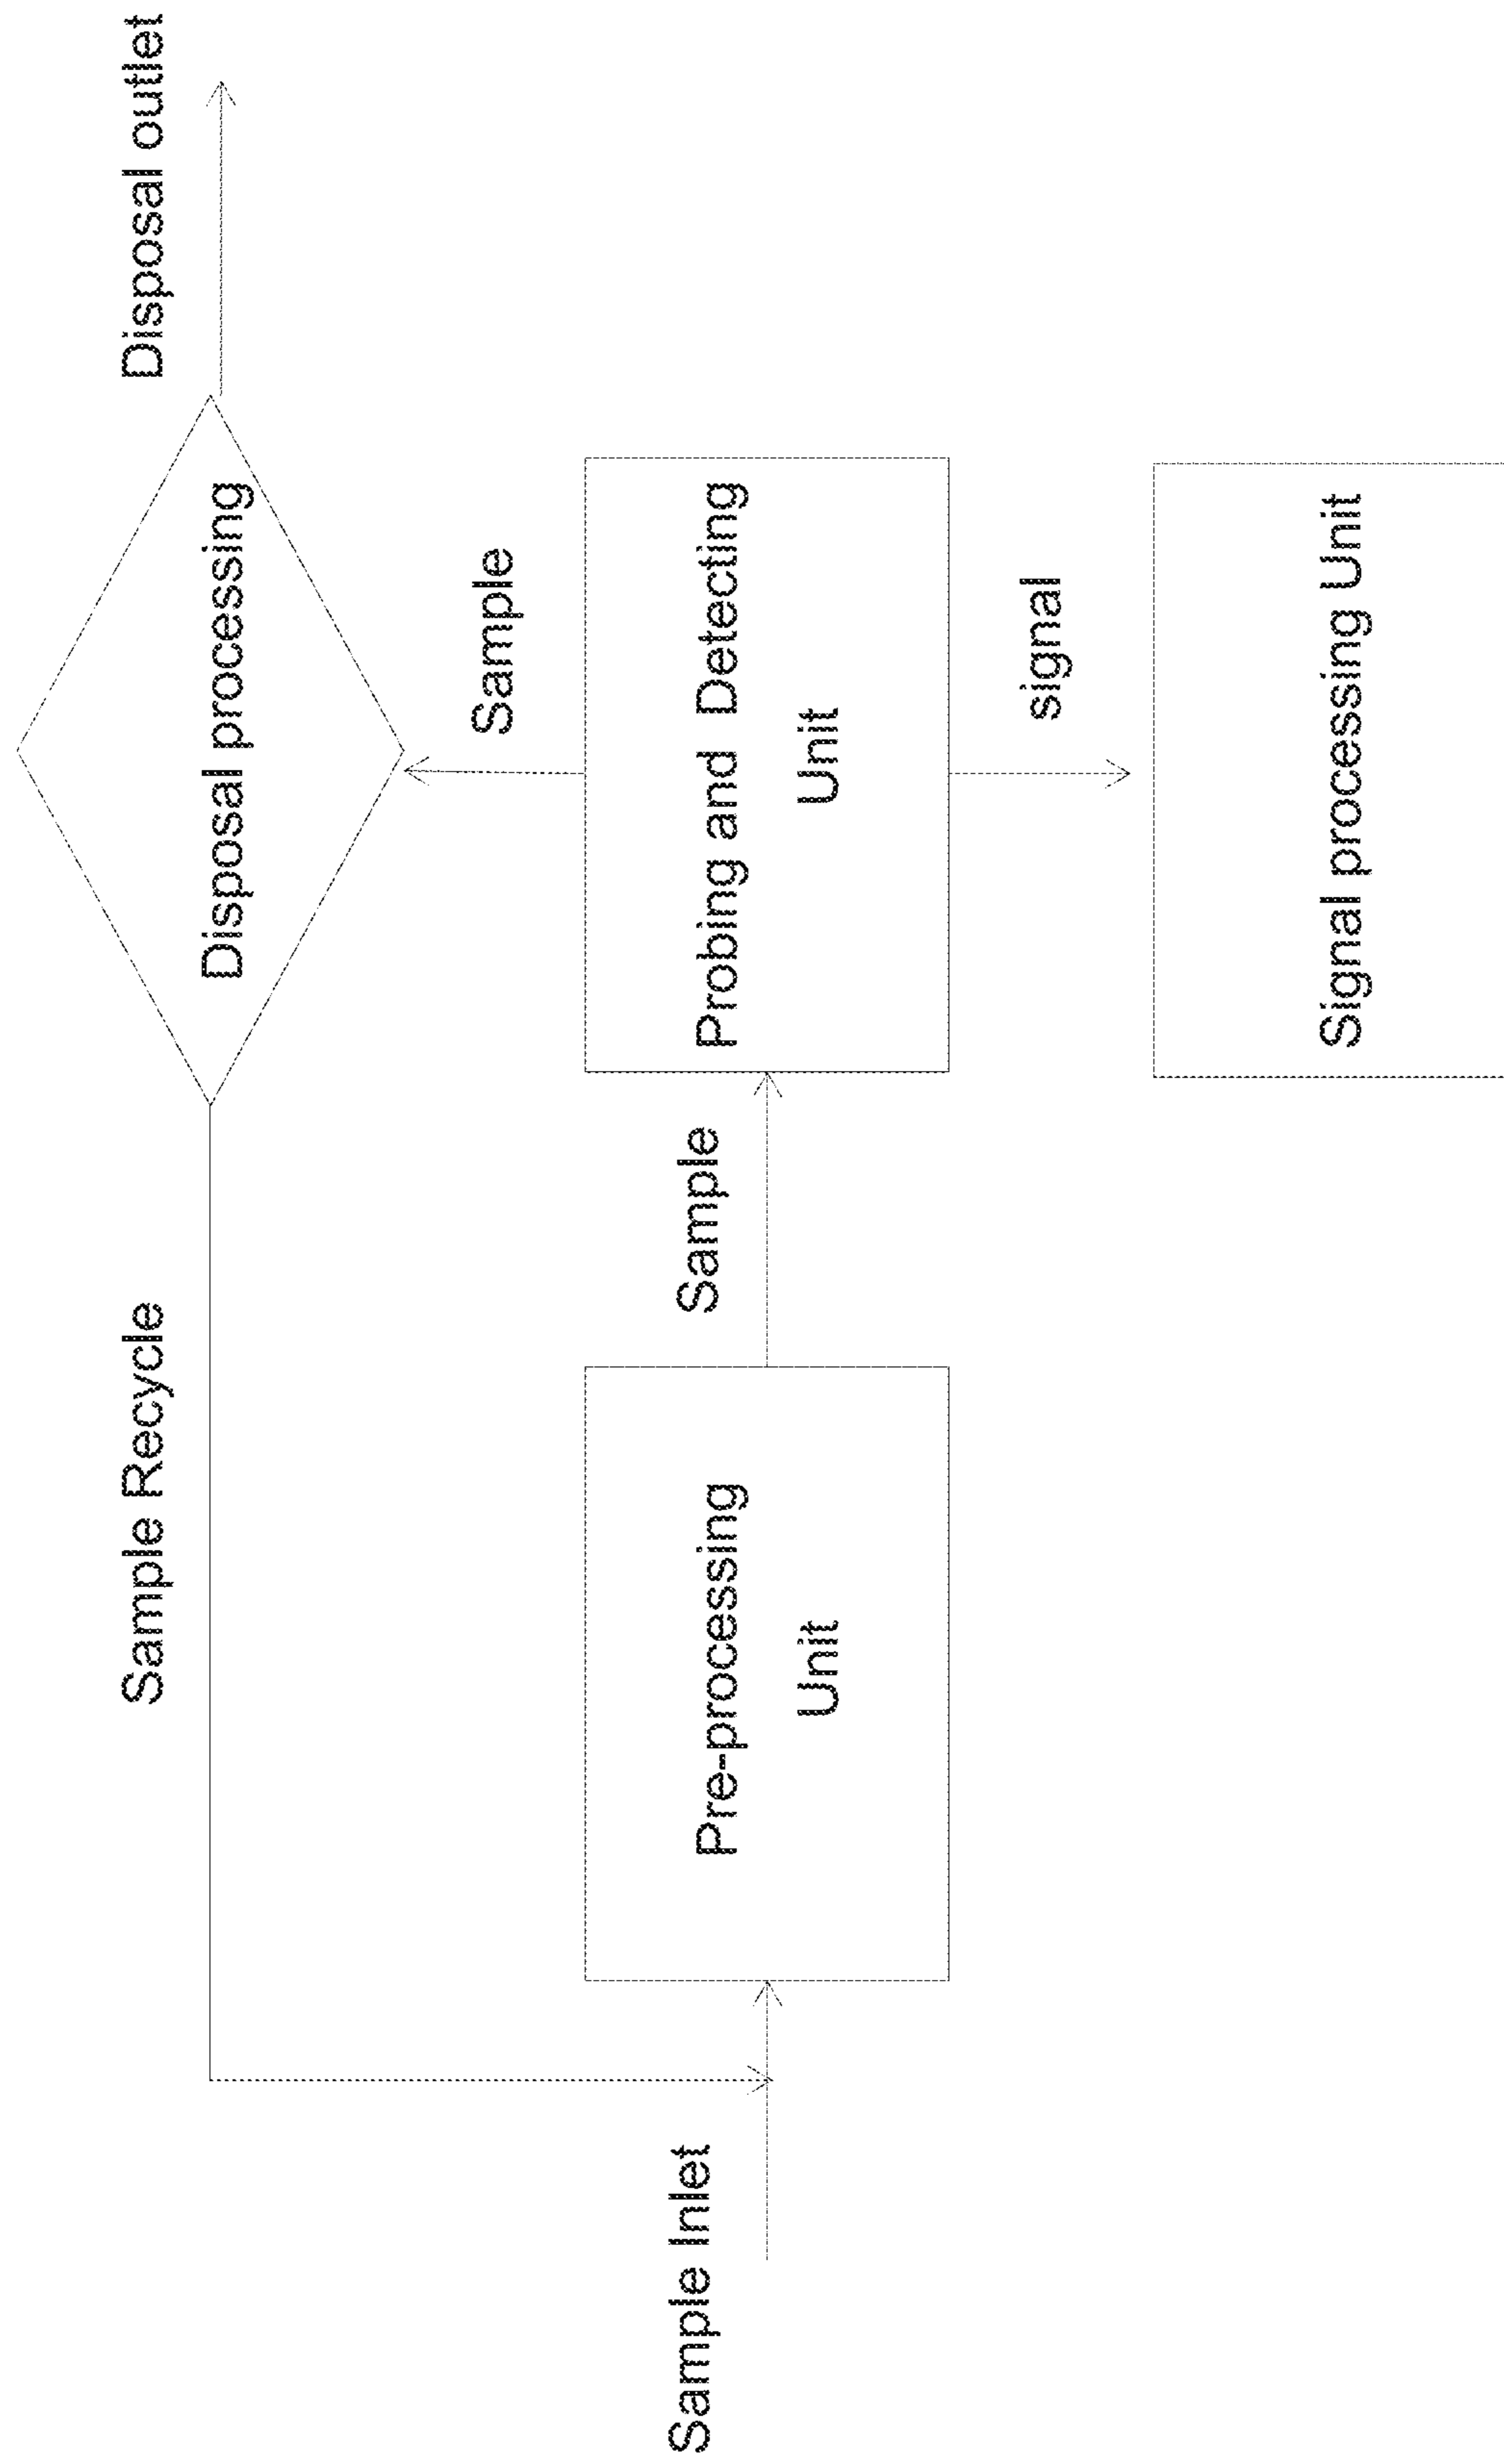 Sample Recycle
Disposal outlet
Disposal processing
Sample
Sample Inlet
Pre-processing
Unit
Sample
Probing and Detecting
Unit
signal
Signal processing Unit